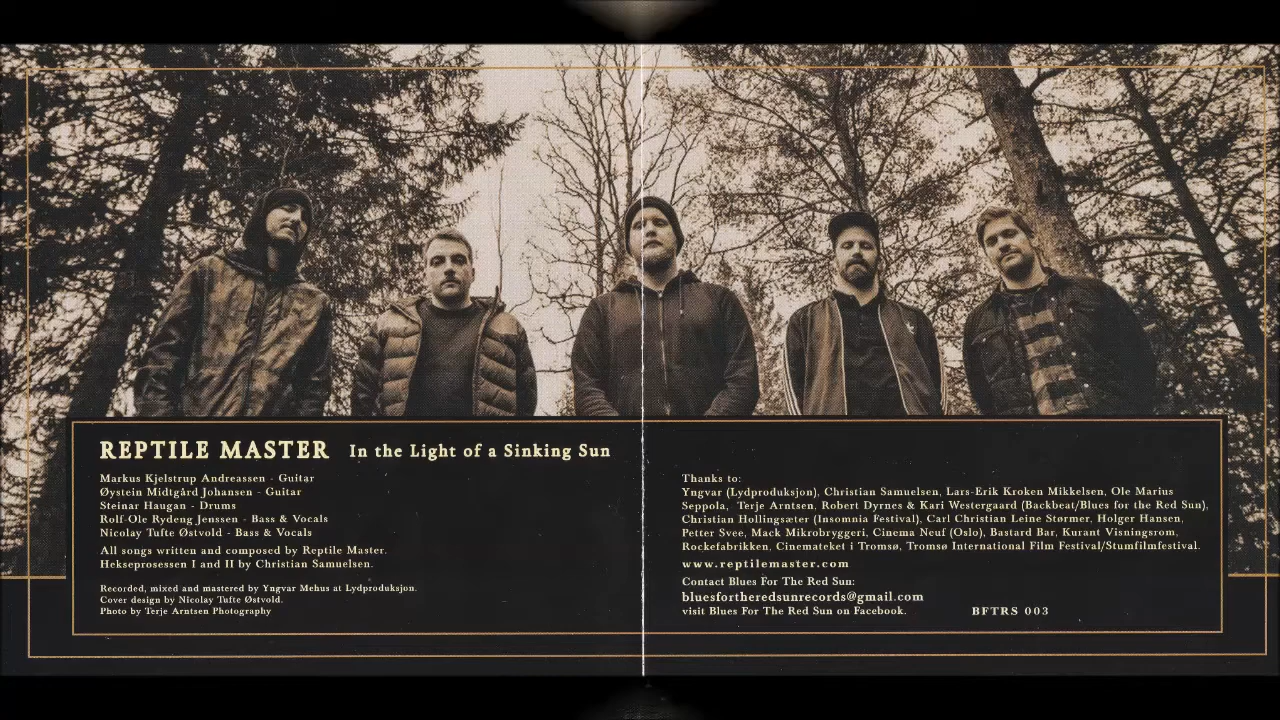 REPTILE MASTER In the Light of a Sinking Sun
Markus Kjelstrup Andreassen - Guitar
Øystein Midtgård Johansen - Guitar
Steinar Haugan - Drums
Rolf-Ole Rydeng Jenssen - Bass & Vocals
Nicolay Tufte Østvold - Bass & Vocals
All songs written and composed by Reptile Master.
Hekseprosessen I and II by Christian Samuelsen.
Recorded, mixed and mastered by Yngvar Mehus at Lydproduksjon.
Cover design by Nicolay Tufte Østvold.
Photo by Terje Arntsen Photography
Thanks to:
Yngvar (Lydproduksjon), Christian Samuelsen, Lars-Erik Kroken Mikkelsen, Ole Marius
Seppola, Terje Arntsen, Robert Dyrnes & Kari Westergaard (Backbeat/Blues for the Red Sun),
Christian Hollingsæter (Insomnia Festival), Carl Christian Leine Størmer, Holger Hansen,
Petter Svee, Mack Mikrobryggeri, Cinema Neuf (Oslo), Bastard Bar, Kurant Visningsrom,
Rockefabrikken, Cinemateket i Tromsø, Tromsø International Film Festival/Stumfilmfestival.
www.reptilemaster.com
Contact Blues For The Red Sun:
bluesfortheredsunrecords@gmail.com
visit Blues For The Red Sun on Facebook. BFTRS 003